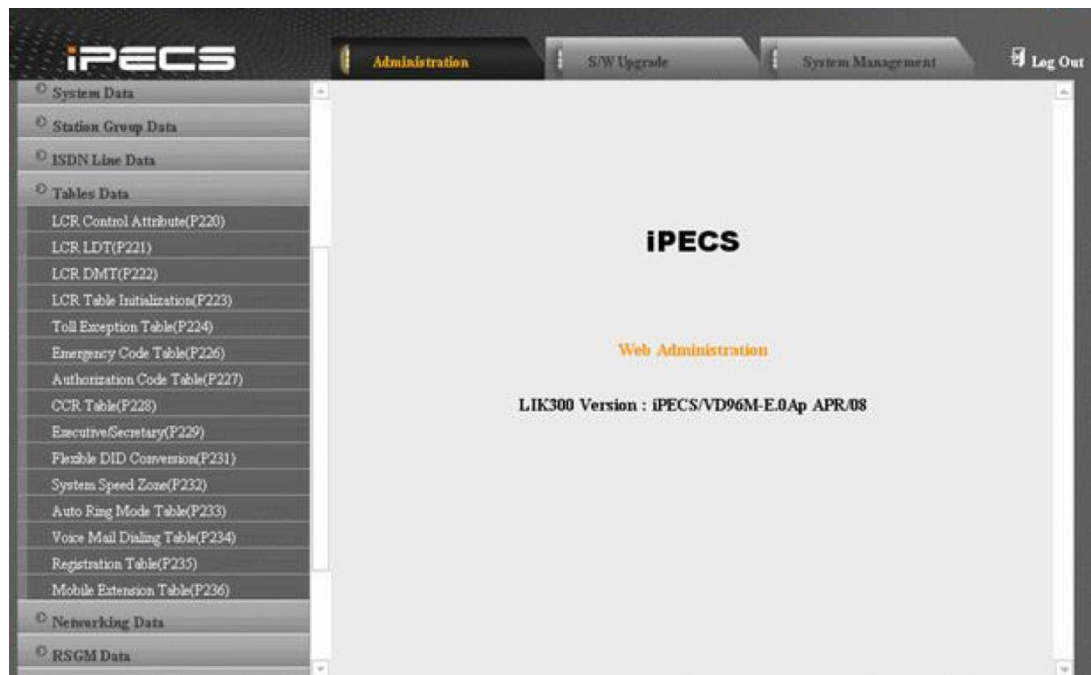 iPECS
Administration
S/W Upgrade
System Management
Log Out
System Data
Station Group Data
ISDN Line Data
Tables Data
LCR Control Attribute(P220)
LCR LDT(P221)
LCR DMT(P222)
LCR Table Initialization(P223)
Toll Exception Table(P224)
Emergency Code Table(P226)
Authorization Code Table(P227)
CCR Table(P228)
Executive/Secretary(P229)
Flexible DID Conversion(P231)
System Speed Zone(P232)
Auto Ring Mode Table(P233)
Voice Mail Dialing Table(P234)
Registration Table(P235)
Mobile Extension Table(P236)
Networking Data
RSGM Data
iPECS
Web Administration
LIK300 Version : iPECS/VD96M-E.0Ap APR/08